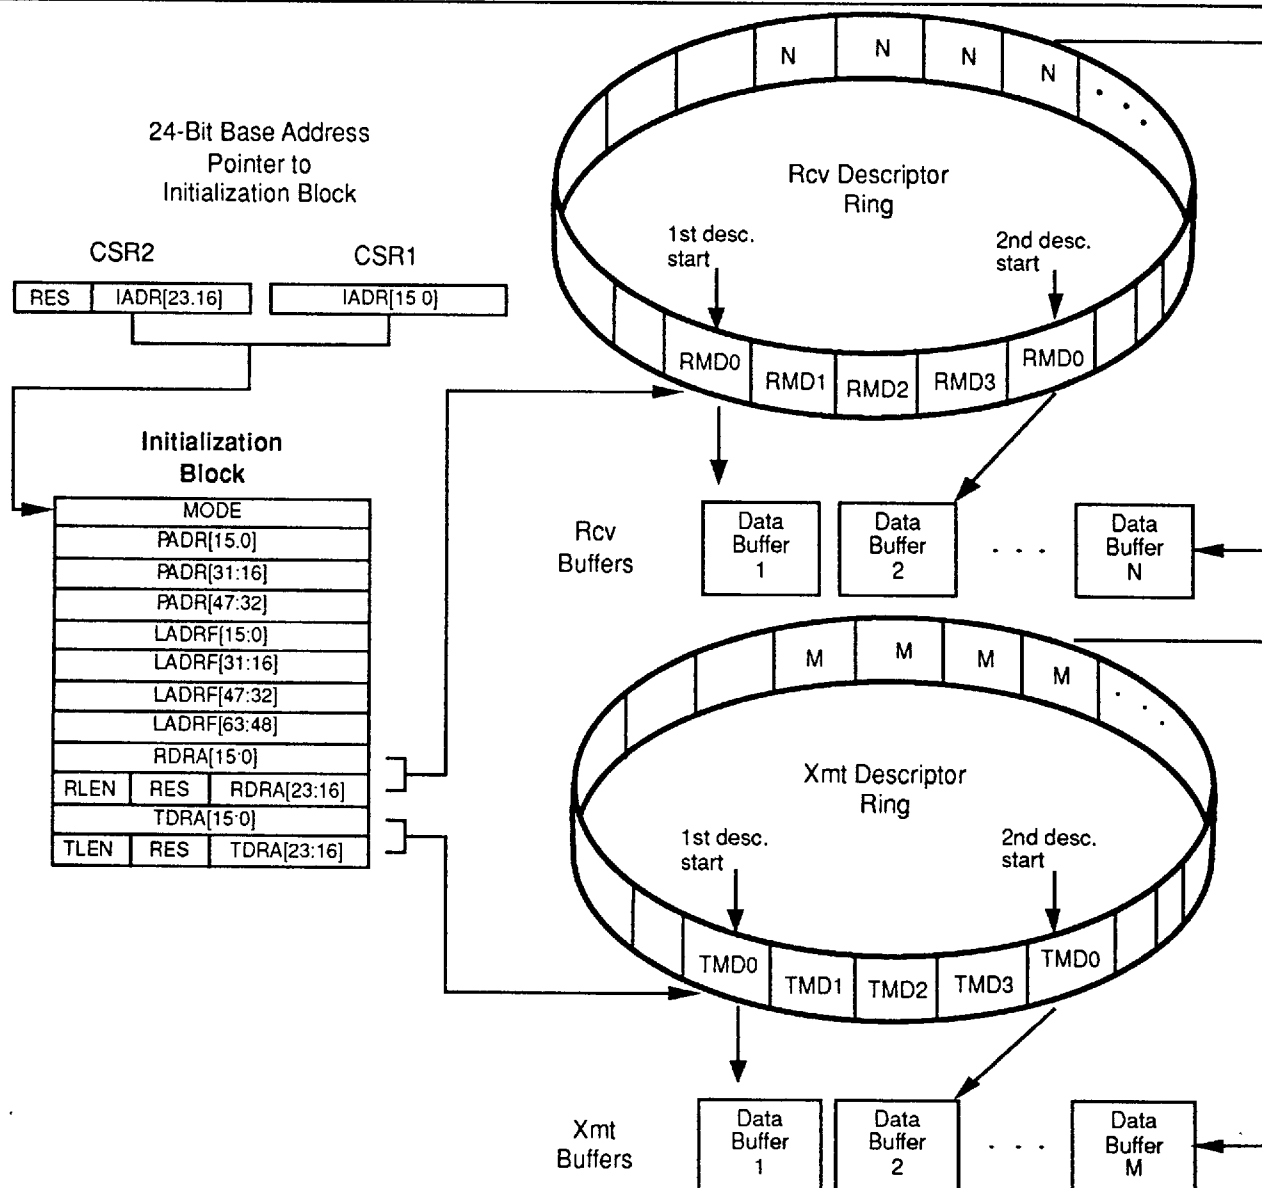 24-Bit Base Address
Pointer to
Initialization Block
CSR2
CSR1
RES
IADR[23.16]
IADR[15 0]
Initialization
Block
MODE
PADR[15.0]
PADR[31:16]
PADR[47:32]
LADRF[15:0]
LADRF[31:16]
LADRF[47:32]
LADRF[63:48]
RDRA[15:0]
RLEN
RES
RDRA[23:16]
TDRA[15:0]
TLEN
RES
TDRA[23:16]
N
N
N
N
. . .
Rcv Descriptor
Ring
1st desc.
start
2nd desc.
start
RMD0
RMD1
RMD2
RMD3
RMD0
Rcv
Buffers
Data
Buffer
1
Data
Buffer
2
. . .
Data
Buffer
N
M
M
M
M
. . .
Xmt Descriptor
Ring
1st desc.
start
2nd desc.
start
TMD0
TMD1
TMD2
TMD3
TMD0
Xmt
Buffers
Data
Buffer
1
Data
Buffer
2
. . .
Data
Buffer
M